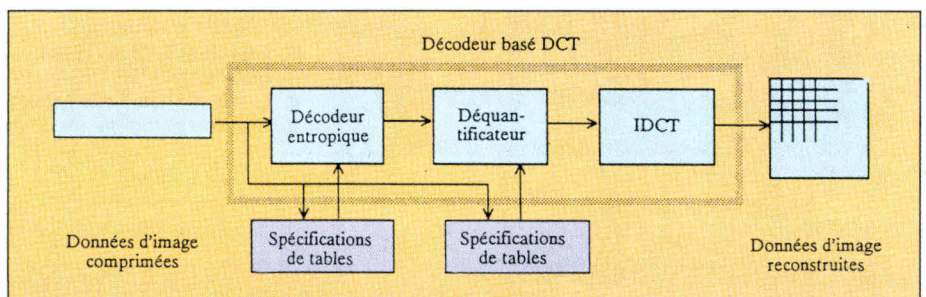 Décodeur basé DCT
Décodeur
entropique
Déquan-
tificateur
IDCT
Spécifications
de tables
Spécifications
de tables
Données d'image
comprimées
Données d'image
reconstruites